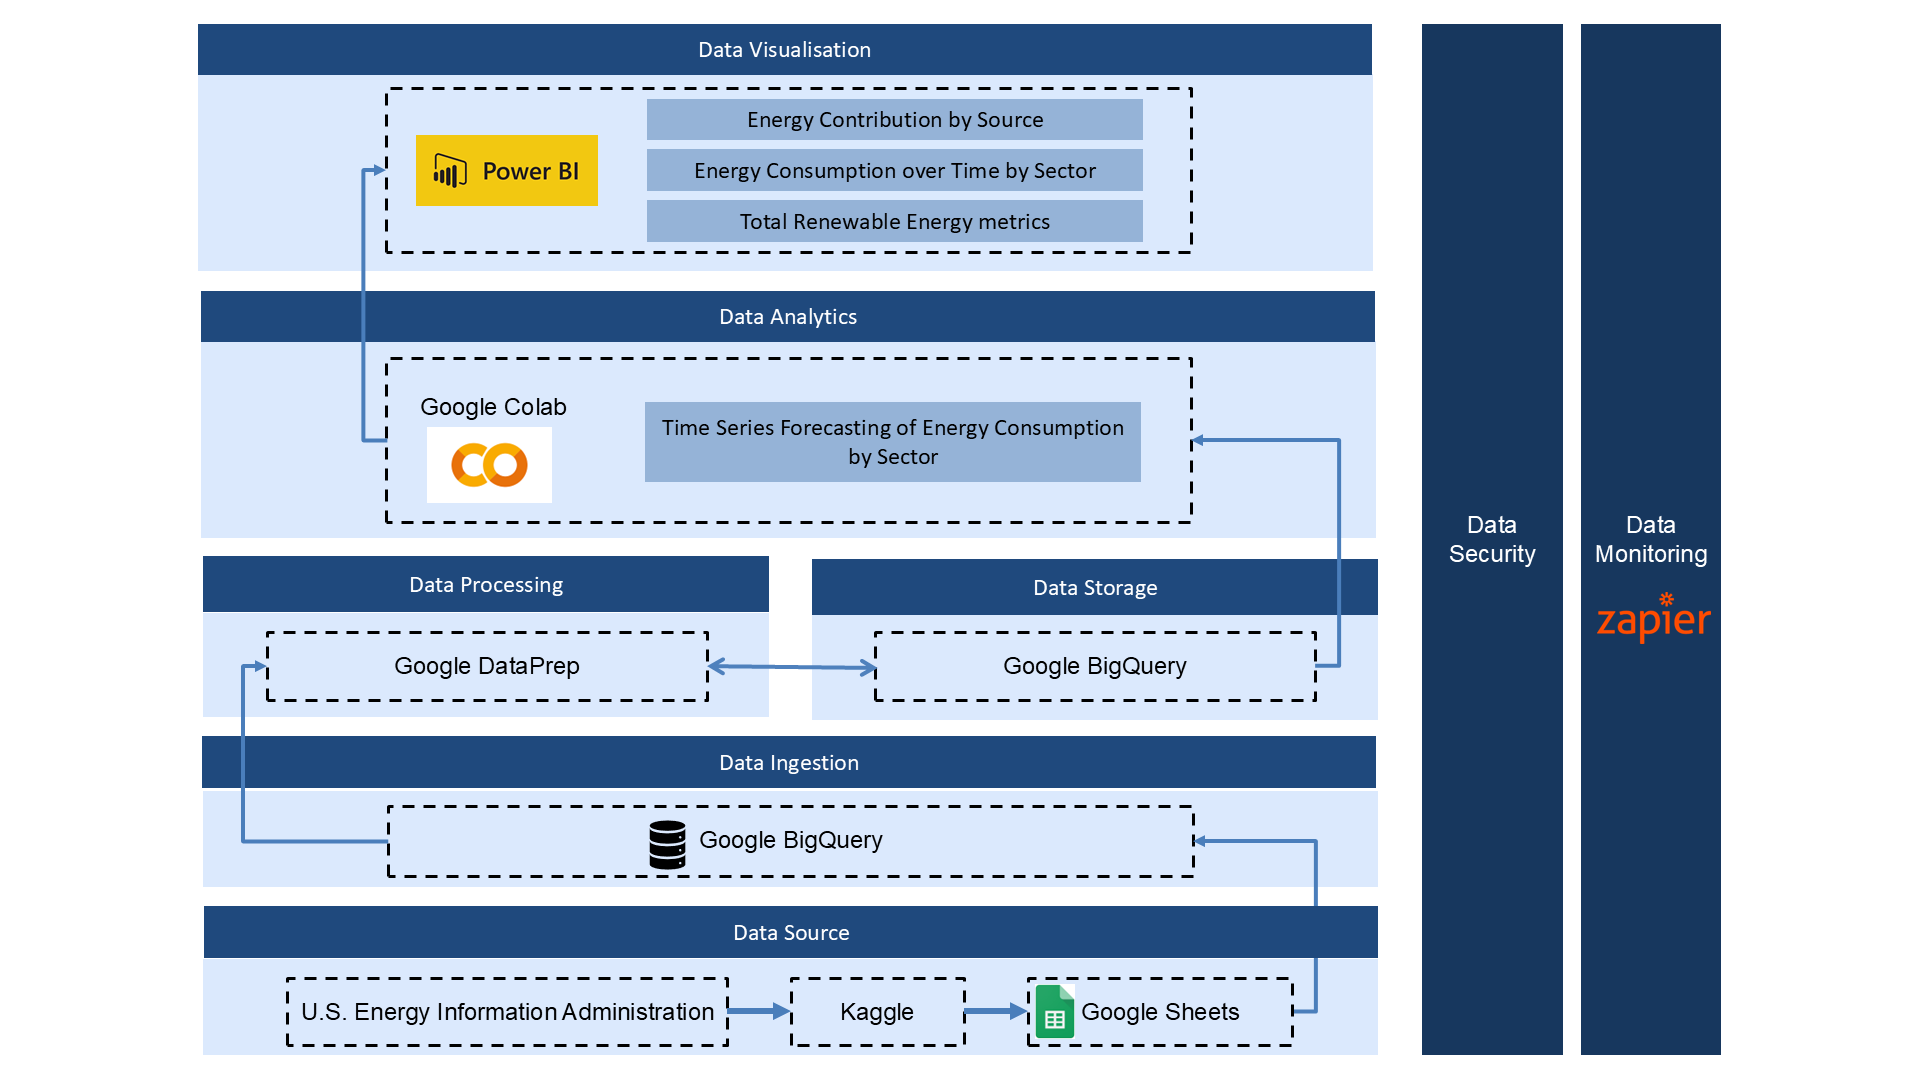 Data Visualisation
Power BI
Energy Contribution by Source
Energy Consumption over Time by Sector
Total Renewable Energy metrics
Data Analytics
Google Colab
Time Series Forecasting of Energy Consumption
by Sector
Data Processing
Google DataPrep
Data Storage
Google BigQuery
Data Ingestion
Google BigQuery
Data Source
U.S. Energy Information Administration
Kaggle
Google Sheets
Data
Security
Data
Monitoring
zapier